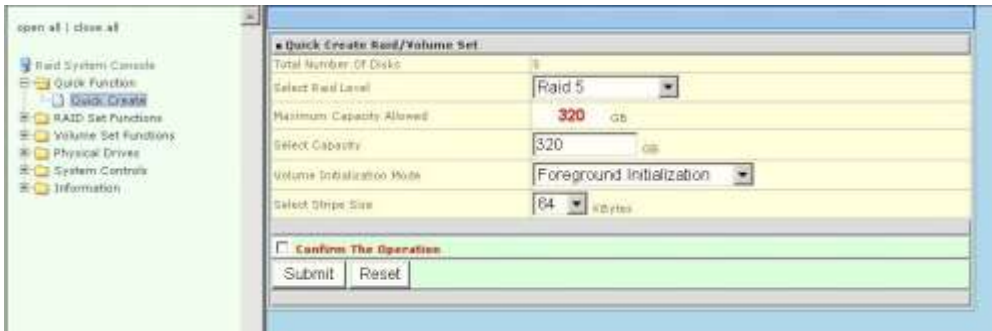 open all | close all
Raid System Console
Quick Function
Quick Create
RAID Set Functions
Volume Set Functions
Physical Drives
System Controls
Information
Quick Create Raid/Volume Set
Total Number Of Disks 5
Select Raid Level Raid 5
Maximum Capacity Allowed 320 GB
Select Capacity 320 GB
Volume Initialization Mode Foreground Initialization
Select Stripe Size 64 KBytes
Confirm The Operation
Submit Reset